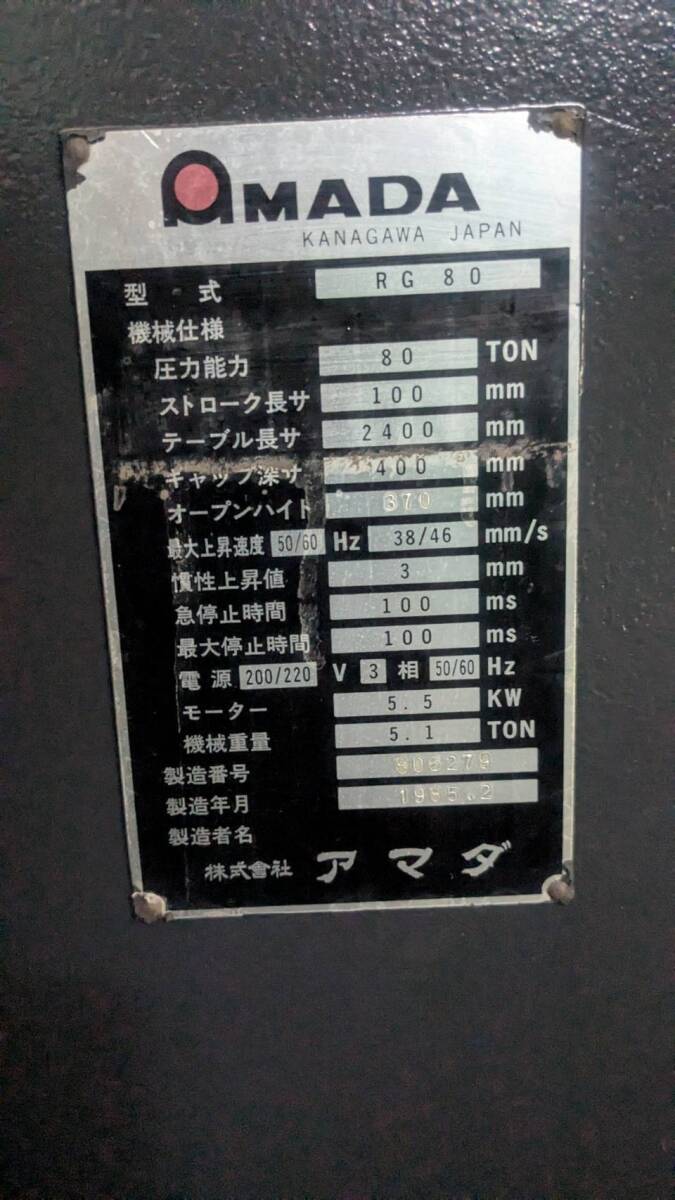 AMADA
KANAGAWA JAPAN
型式 RG 80
機械仕様
圧力能力 80 TON
ストローク長サ 100 mm
テーブル長サ 2400 mm
ギャップ深サ 400 mm
オープンハイト 370 mm
最大上昇速度 50/60 Hz 38/46 mm/s
慣性上昇値 3 mm
急停止時間 100 ms
最大停止時間 100 ms
電源 200/220 V 3 相 50/60 Hz
モーター 5.5 KW
機械重量 5.1 TON
製造番号 806279
製造年月 1985.2
製造者名
株式會社 アマダ